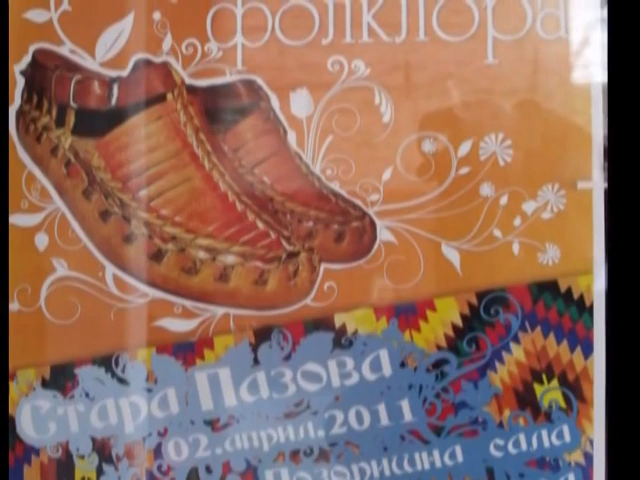 фолклора
Стара Пазова
02.април.2011
Позоришна сала